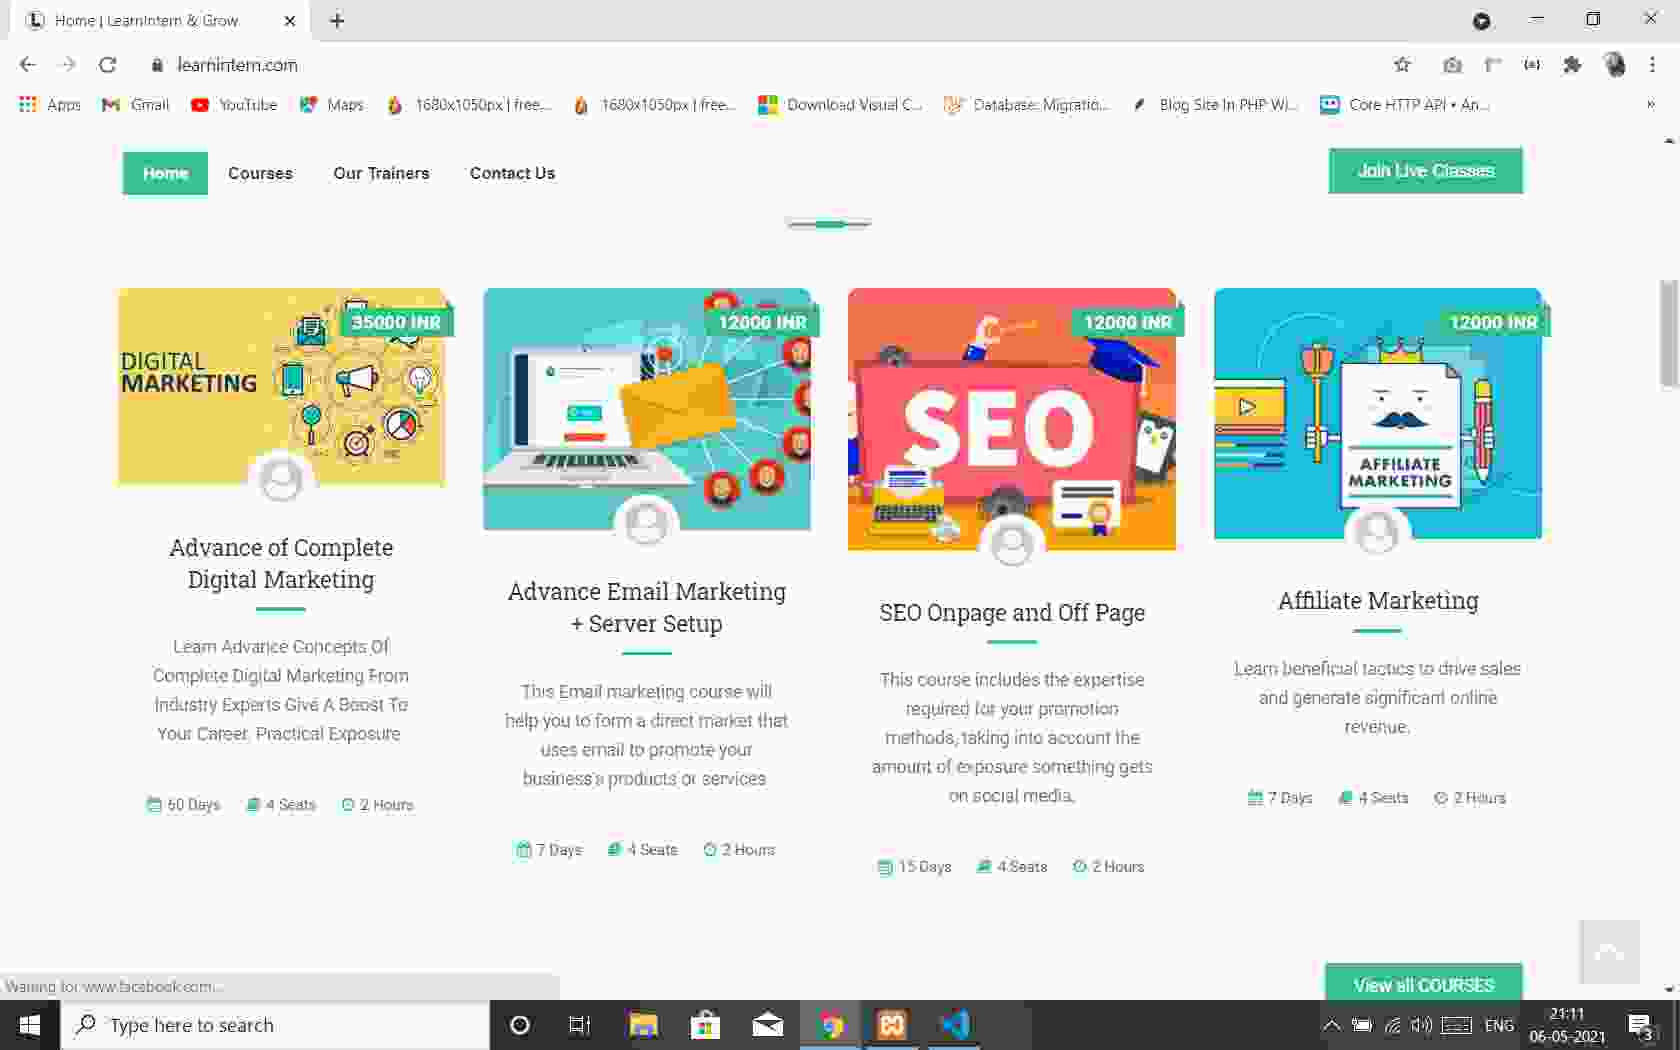 Home | LearnIntern & Grow
learnintern.com
Apps
Gmail
YouTube
Maps
1680x1050px | free...
1680x1050px | free...
Download Visual C...
Database: Migratio...
Blog Site In PHP Wi...
Core HTTP API • An...
»
Home
Courses
Our Trainers
Contact Us
Join Live Classes
35000 INR
DIGITAL
MARKETING
Advance of Complete
Digital Marketing
Learn Advance Concepts Of
Complete Digital Marketing From
Industry Experts Give A Boost To
Your Career. Practical Exposure
60 Days
4 Seats
2 Hours
12000 INR
Advance Email Marketing
+ Server Setup
This Email marketing course will
help you to form a direct market that
uses email to promote your
business's products or services
7 Days
4 Seats
2 Hours
12000 INR
SEO
SEO Onpage and Off Page
This course includes the expertise
required for your promotion
methods, taking into account the
amount of exposure something gets
on social media.
15 Days
4 Seats
2 Hours
12000 INR
AFFILIATE
MARKETING
Affiliate Marketing
Learn beneficial tactics to drive sales
and generate significant online
revenue.
7 Days
4 Seats
2 Hours
View all COURSES
Waiting for www.facebook.com...
Type here to search
ENG
21:11
06-05-2021
3